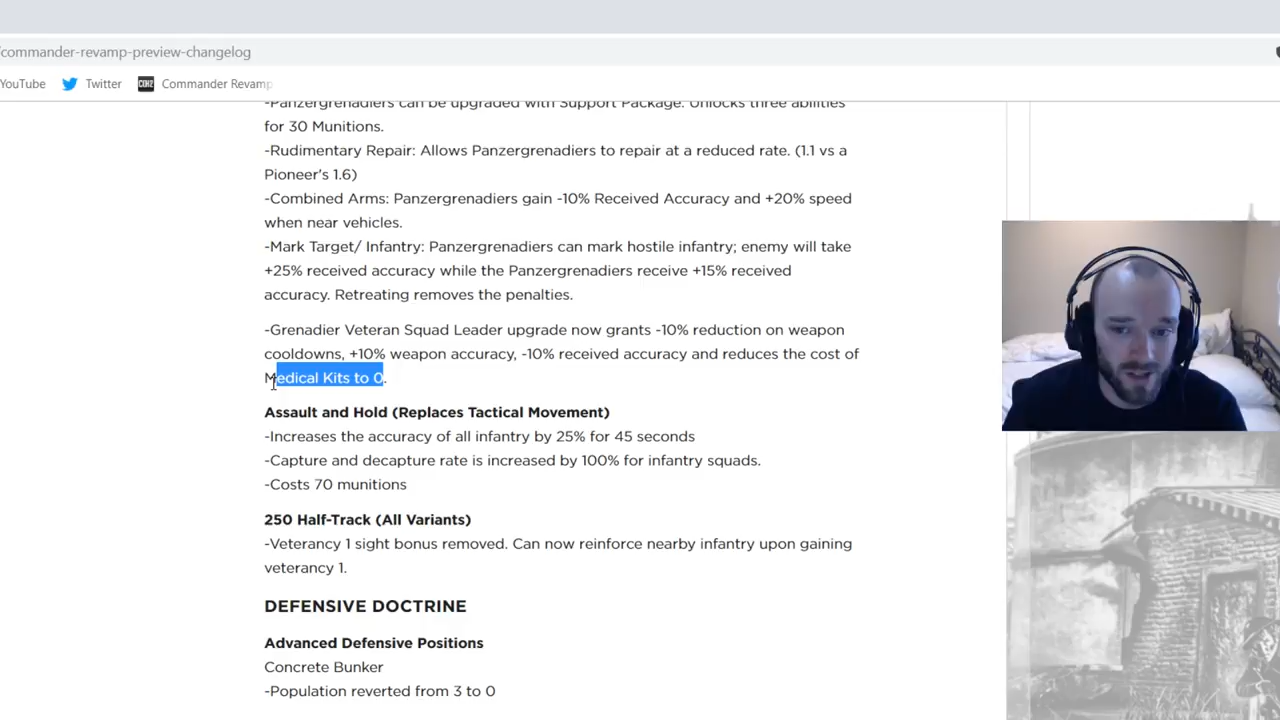 /commander-revamp-preview-changelog
YouTube
Twitter
COH2
Commander Revamp
-Panzergrenadiers can be upgraded with Support Package. Unlocks three abilities
for 30 Munitions.
-Rudimentary Repair: Allows Panzergrenadiers to repair at a reduced rate. (1.1 vs a
Pioneer's 1.6)
-Combined Arms: Panzergrenadiers gain -10% Received Accuracy and +20% speed
when near vehicles.
-Mark Target/ Infantry: Panzergrenadiers can mark hostile infantry; enemy will take
+25% received accuracy while the Panzergrenadiers receive +15% received
accuracy. Retreating removes the penalties.
-Grenadier Veteran Squad Leader upgrade now grants -10% reduction on weapon
cooldowns, +10% weapon accuracy, -10% received accuracy and reduces the cost of
Medical Kits to 0.
Assault and Hold (Replaces Tactical Movement)
-Increases the accuracy of all infantry by 25% for 45 seconds
-Capture and decapture rate is increased by 100% for infantry squads.
-Costs 70 munitions
250 Half-Track (All Variants)
-Veterancy 1 sight bonus removed. Can now reinforce nearby infantry upon gaining
veterancy 1.
DEFENSIVE DOCTRINE
Advanced Defensive Positions
Concrete Bunker
-Population reverted from 3 to 0